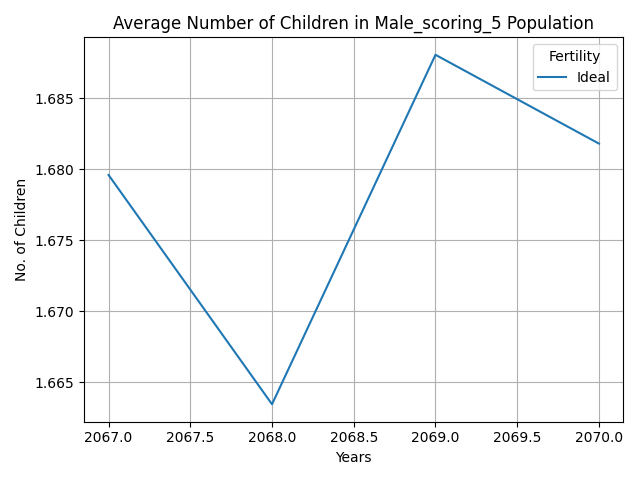 Average Number of Children in Male_scoring_5 Population
Fertility
Ideal
No. of Children
1.685
1.680
1.675
1.670
1.665
2067.0 2067.5 2068.0 2068.5 2069.0 2069.5 2070.0
Years